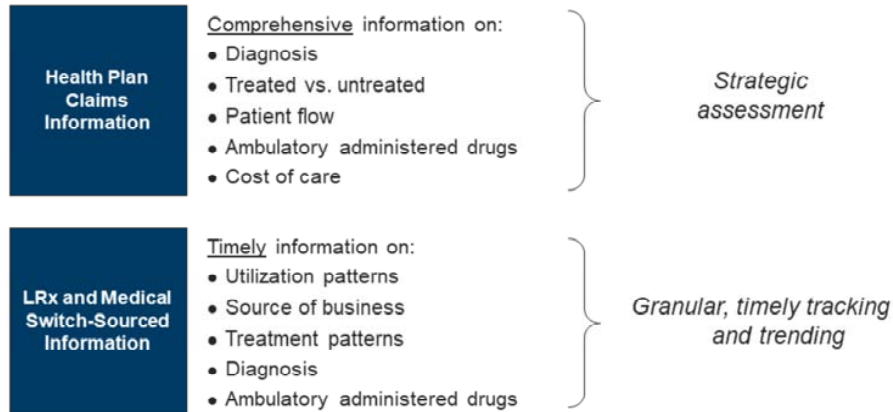 Health Plan
Claims
Information
Comprehensive information on:
• Diagnosis
• Treated vs. untreated
• Patient flow
• Ambulatory administered drugs
• Cost of care
Strategic
assessment
LRx and Medical
Switch-Sourced
Information
Timely information on:
• Utilization patterns
• Source of business
• Treatment patterns
• Diagnosis
• Ambulatory administered drugs
Granular, timely tracking
and trending